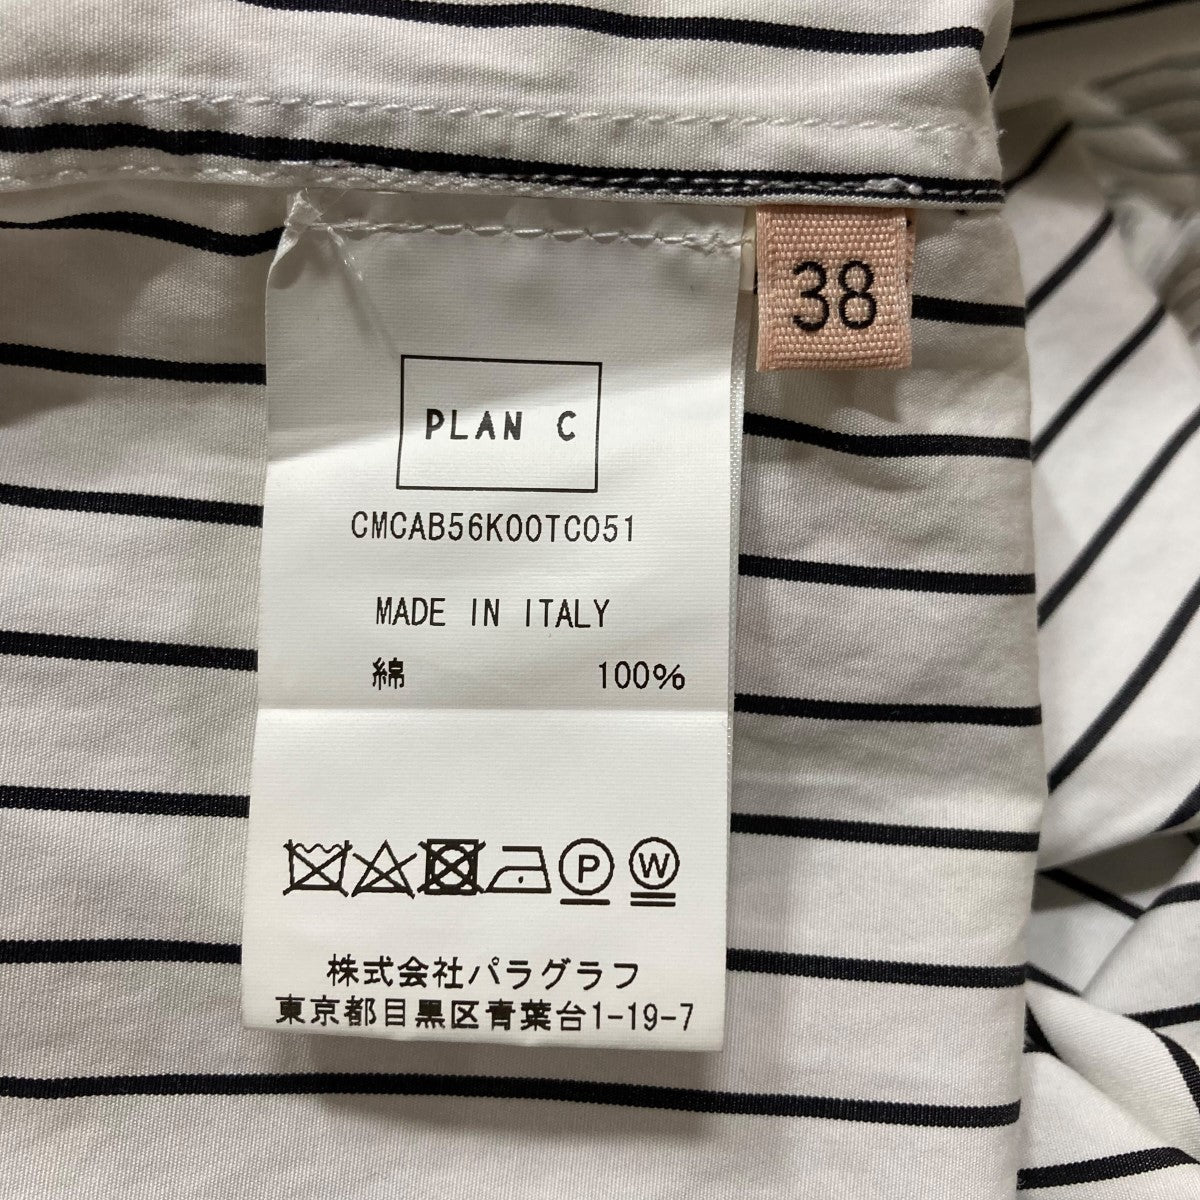 38
PLAN C
CMCAB56K00TC051
MADE IN ITALY
綿 100%
P W
株式会社パラグラフ
東京都目黒区青葉台1-19-7